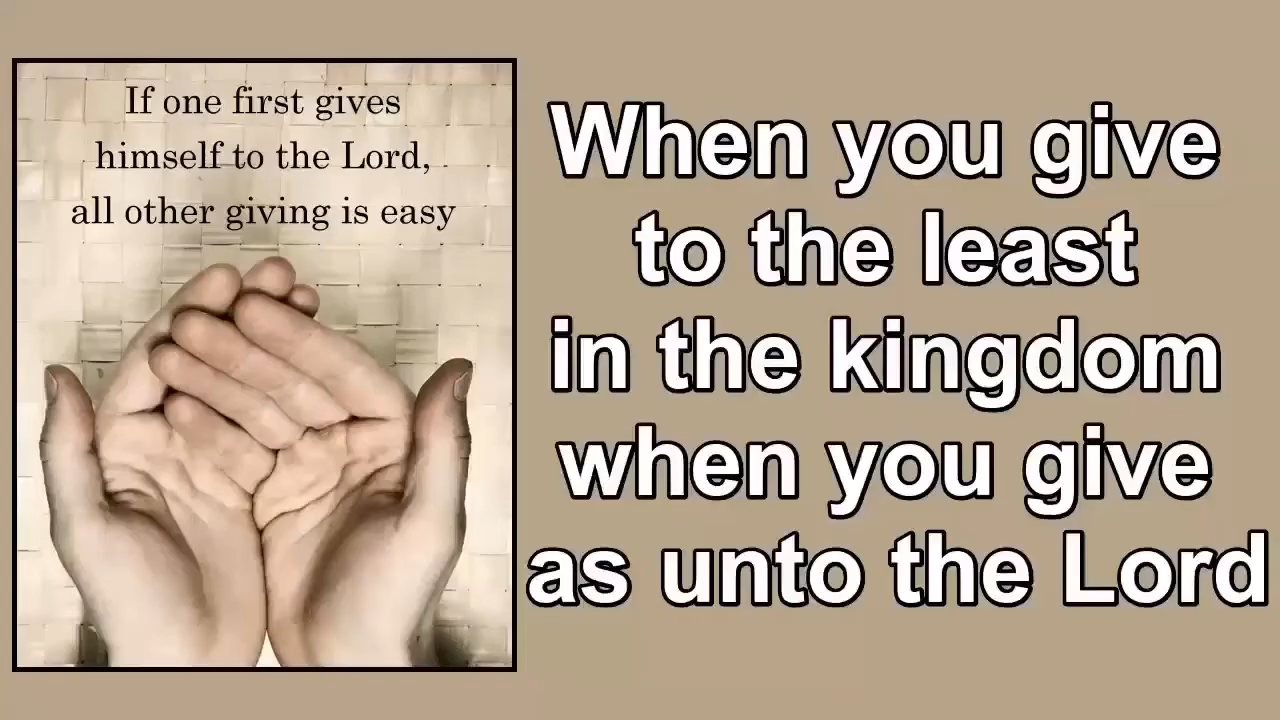 If one first gives
himself to the Lord,
all other giving is easy
When you give
to the least
in the kingdom
when you give
as unto the Lord